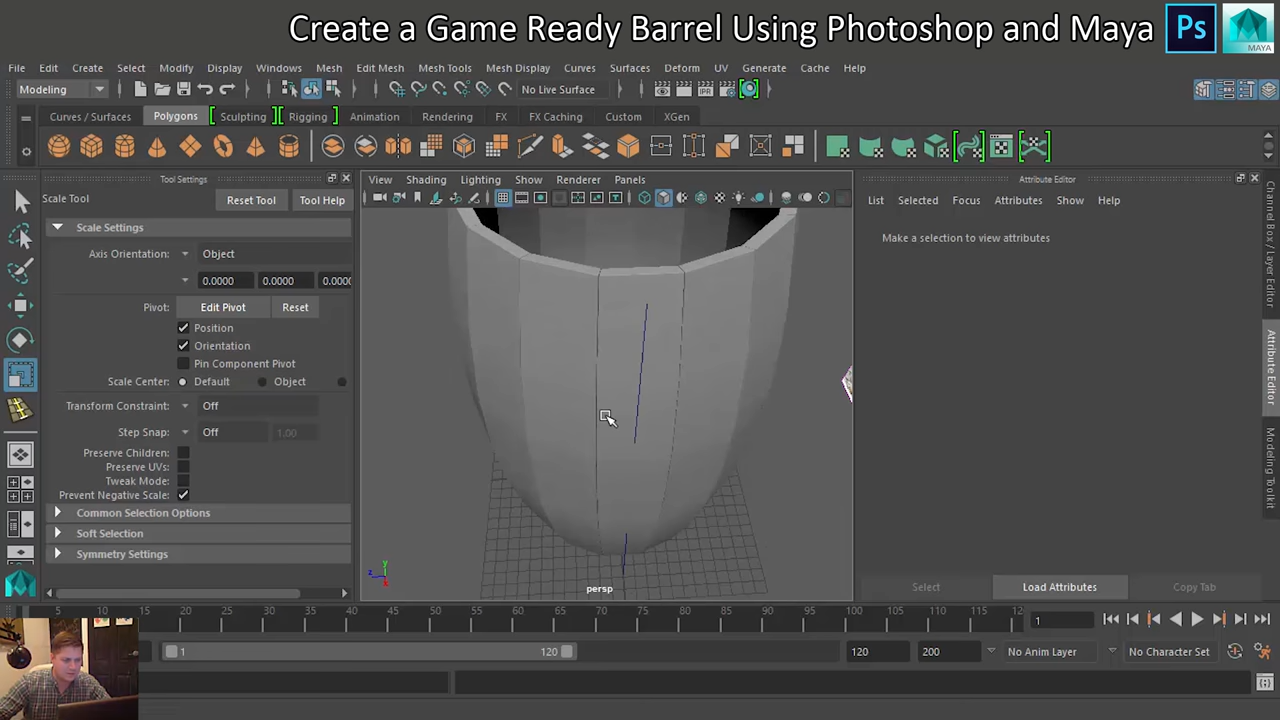 Create a Game Ready Barrel Using Photoshop and Maya
Ps
MAYA
File Edit Create Select Modify Display Windows Mesh Edit Mesh Mesh Tools Mesh Display Curves Surfaces Deform UV Generate Cache Help
Modeling
No Live Surface
IPR
Curves / Surfaces Polygons Sculpting Rigging Animation Rendering FX FX Caching Custom XGen
Tool Settings
Scale Tool Reset Tool Tool Help
Scale Settings
Axis Orientation: Object
0.0000 0.0000 0.0000
Pivot: Edit Pivot Reset
Position
Orientation
Pin Component Pivot
Scale Center: Default Object
Transform Constraint: Off
Step Snap: Off 1.00
Preserve Children:
Preserve UVs:
Tweak Mode:
Prevent Negative Scale:
Common Selection Options
Soft Selection
Symmetry Settings
View Shading Lighting Show Renderer Panels
y
z
x
persp
Attribute Editor
List Selected Focus Attributes Show Help
Make a selection to view attributes
Select Load Attributes Copy Tab
Channel Box / Layer Editor
Attribute Editor
Modeling Toolkit
5 10 15 20 25 30 35 40 45 50 55 60 65 70 75 80 85 90 95 100 105 110 115 12
1
1 120
120 200 No Anim Layer No Character Set